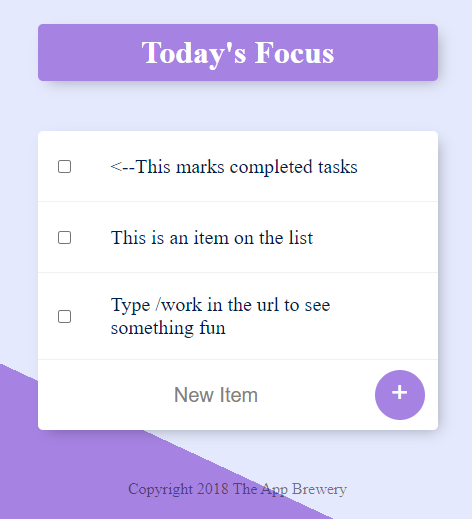 Today's Focus
<--This marks completed tasks
This is an item on the list
Type /work in the url to see
something fun
New Item
+
Copyright 2018 The App Brewery